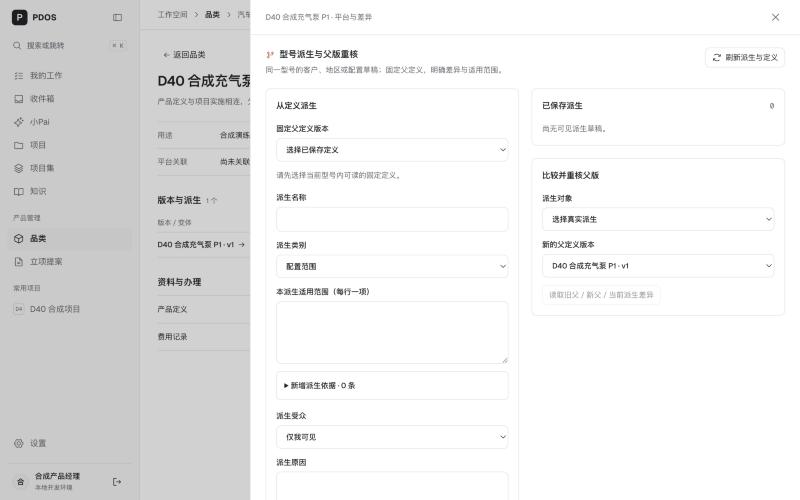 P PDOS
搜索或跳转 ⌘ K
我的工作
收件箱
小Pai
项目
项目集
知识
产品管理
品类
立项提案
常用项目
D4 D40 合成项目
设置
合 合成产品经理
本地开发环境
工作空间 > 品类 > 汽车
← 返回品类
D40 合成充气泵
产品定义与项目实施相连，
用途 合成演练
平台关联 尚未关联
版本与派生 1 个
版本 / 变体
D40 合成充气泵 P1 · v1 →
资料与办理
产品定义
费用记录
D40 合成充气泵 P1 · 平台与差异
型号派生与父版重核
同一型号的客户、地区或配置草稿；固定父定义，明确差异与适用范围。
刷新派生与定义
从定义派生
固定父定义版本
选择已保存定义
请先选择当前型号内可读的固定定义。
派生名称
派生类别
配置范围
本派生适用范围（每行一项）
▶ 新增派生依据 · 0 条
派生受众
仅我可见
派生原因
已保存派生 0
尚无可见派生草稿。
比较并重核父版
派生对象
选择真实派生
新的父定义版本
D40 合成充气泵 P1 · v1
读取旧父 / 新父 / 当前派生差异